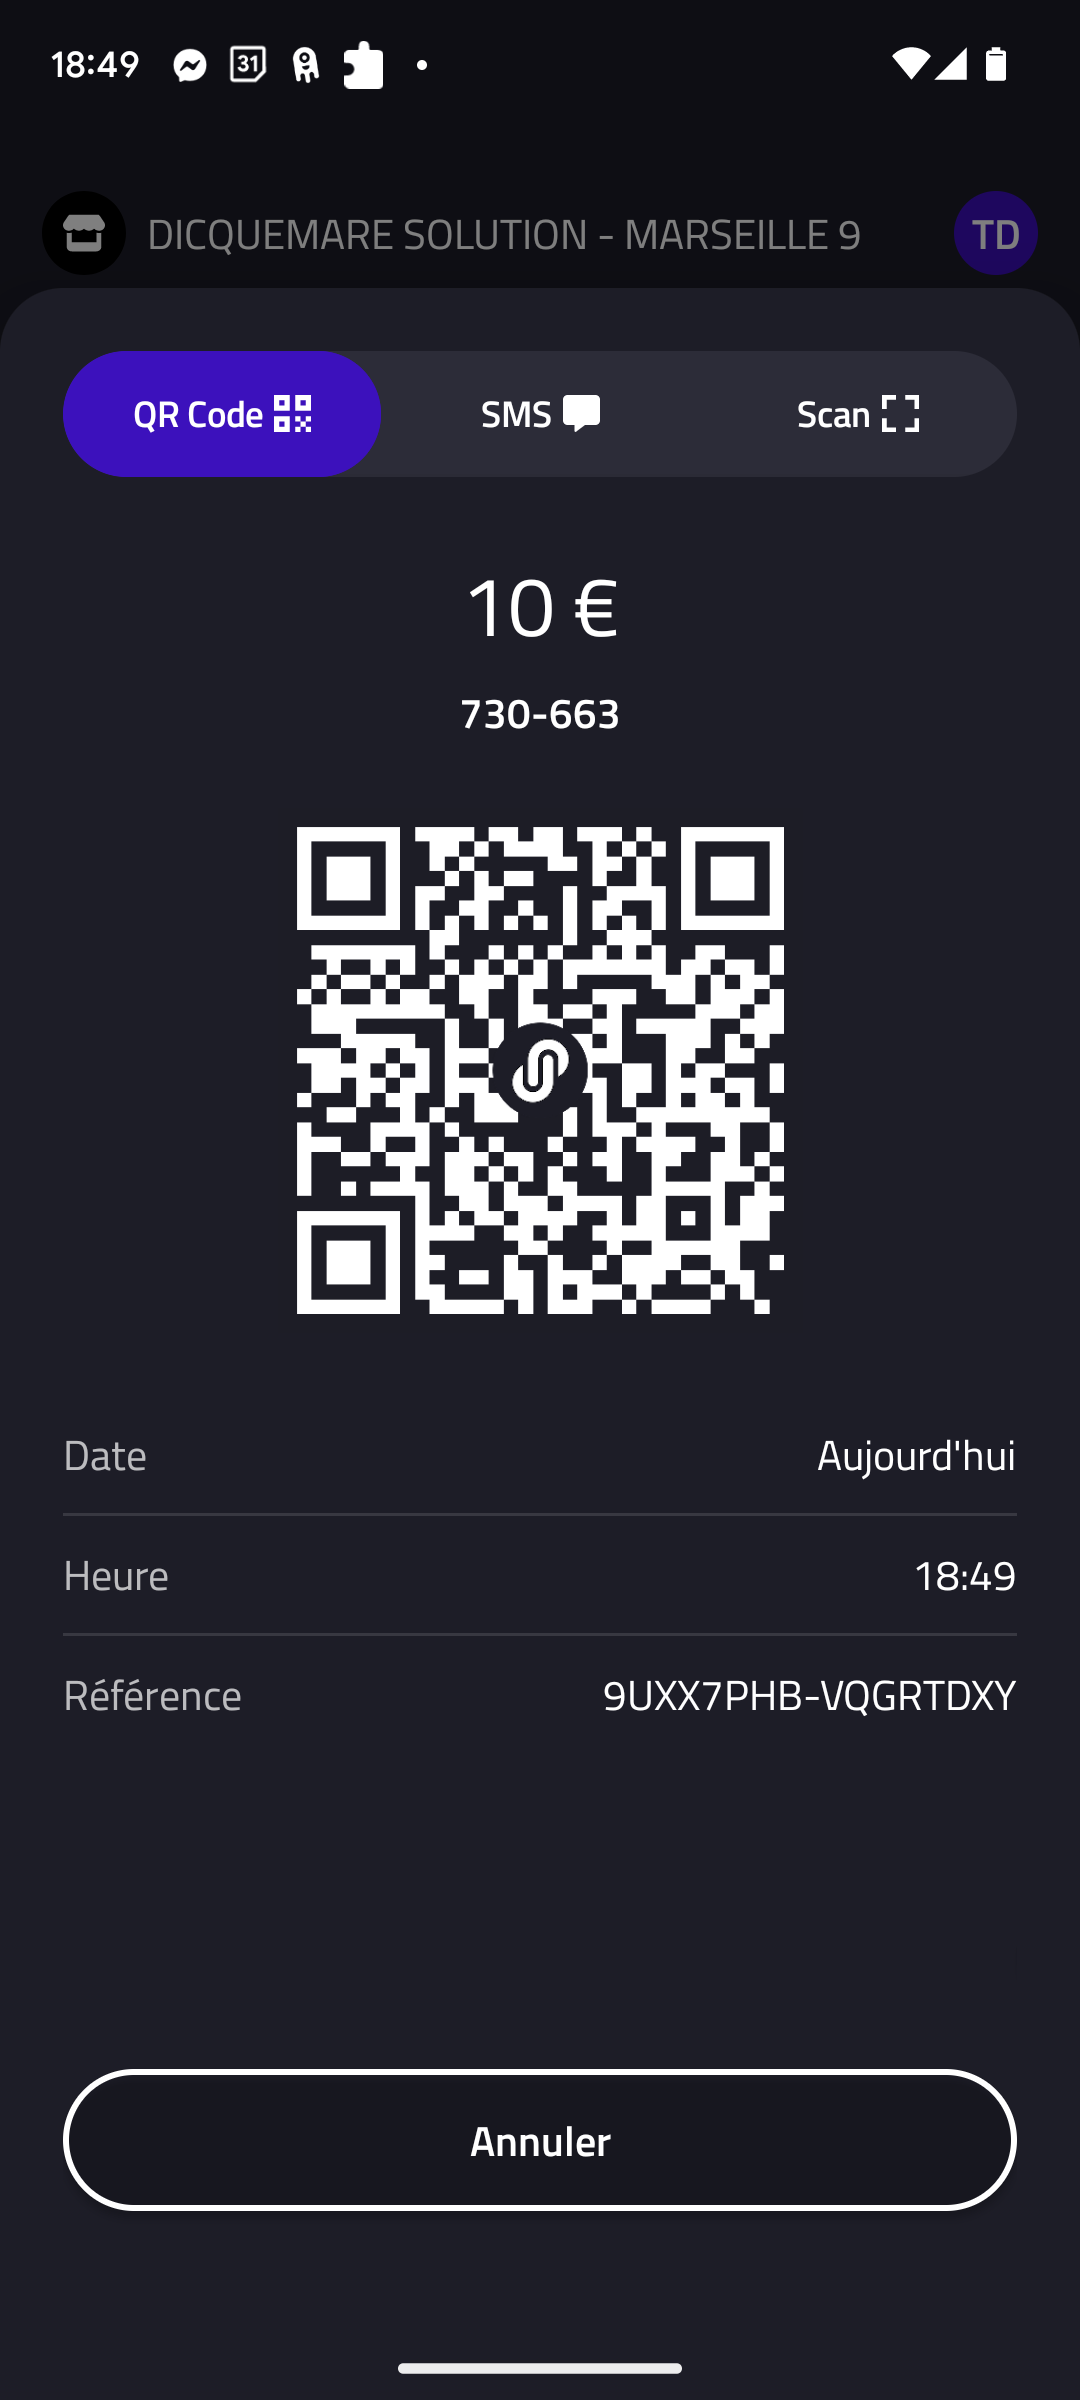 18:49
31
DICQUEMARE SOLUTION - MARSEILLE 9
TD
QR Code
SMS
Scan
10 €
730-663
Date
Aujourd'hui
Heure
18:49
Référence
9UXX7PHB-VQGRTDXY
Annuler